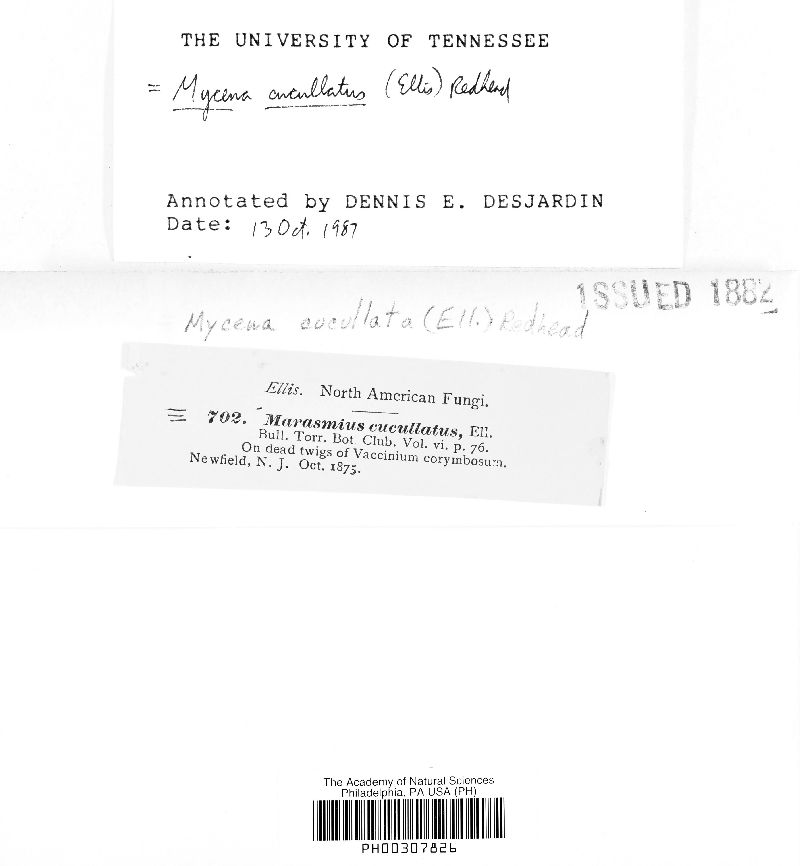 THE UNIVERSITY OF TENNESSEE
= Mycena cucullatus (Ellis) Redhead
Annotated by DENNIS E. DESJARDIN
Date: 13 Oct. 1987
ISSUED 1882
Mycena cucullata (Ell.) Redhead
Ellis. North American Fungi.
≡ 702. Marasmius cucullatus, Ell.
Bull. Torr. Bot Club, Vol. vi, p. 76.
On dead twigs of Vaccinium corymbosum.
Newfield, N. J. Oct. 1875.
The Academy of Natural Sciences
Philadelphia, PA USA (PH)
PH00307826